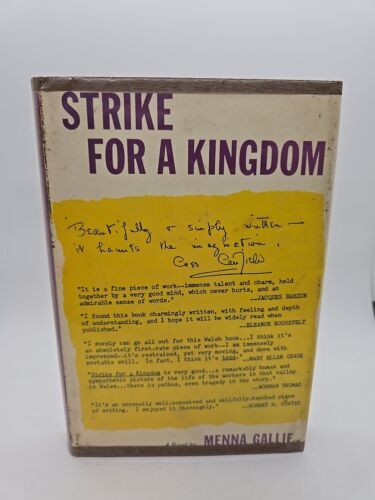 STRIKE
FOR A KINGDOM
Beautifully & simply written —
it haunts the imagination.
Cass Canfield
"It is a fine piece of work--immense talent and charm, held
together by a very good mind, which never hurts, and an
admirable sense of words."
...JACQUES BARZUN
"I found this book charmingly written, with feeling and depth
of understanding, and I hope it will be widely read when
published."
...ELEANOR ROOSEVELT
"I surely can go all out for this Welsh book...I think it's
an absolutely first-rate piece of work--I am immensely
impressed--it's restrained, yet very moving, and done with
enviable skill. In fact, I think it's
...MARY ELLEN CHASE
"Strike for a Kingdom is very good...a remarkably human and
sympathetic picture of the life of the workers in that valley
in Wales...there is pathos, even tragedy in the story."
...NORMAN THOMAS
"It's an unusually well-conceived and skilfully-handled piece
of writing. I enjoyed it thoroughly."
...ROBERT M. COATES
A Novel by MENNA GALLIE